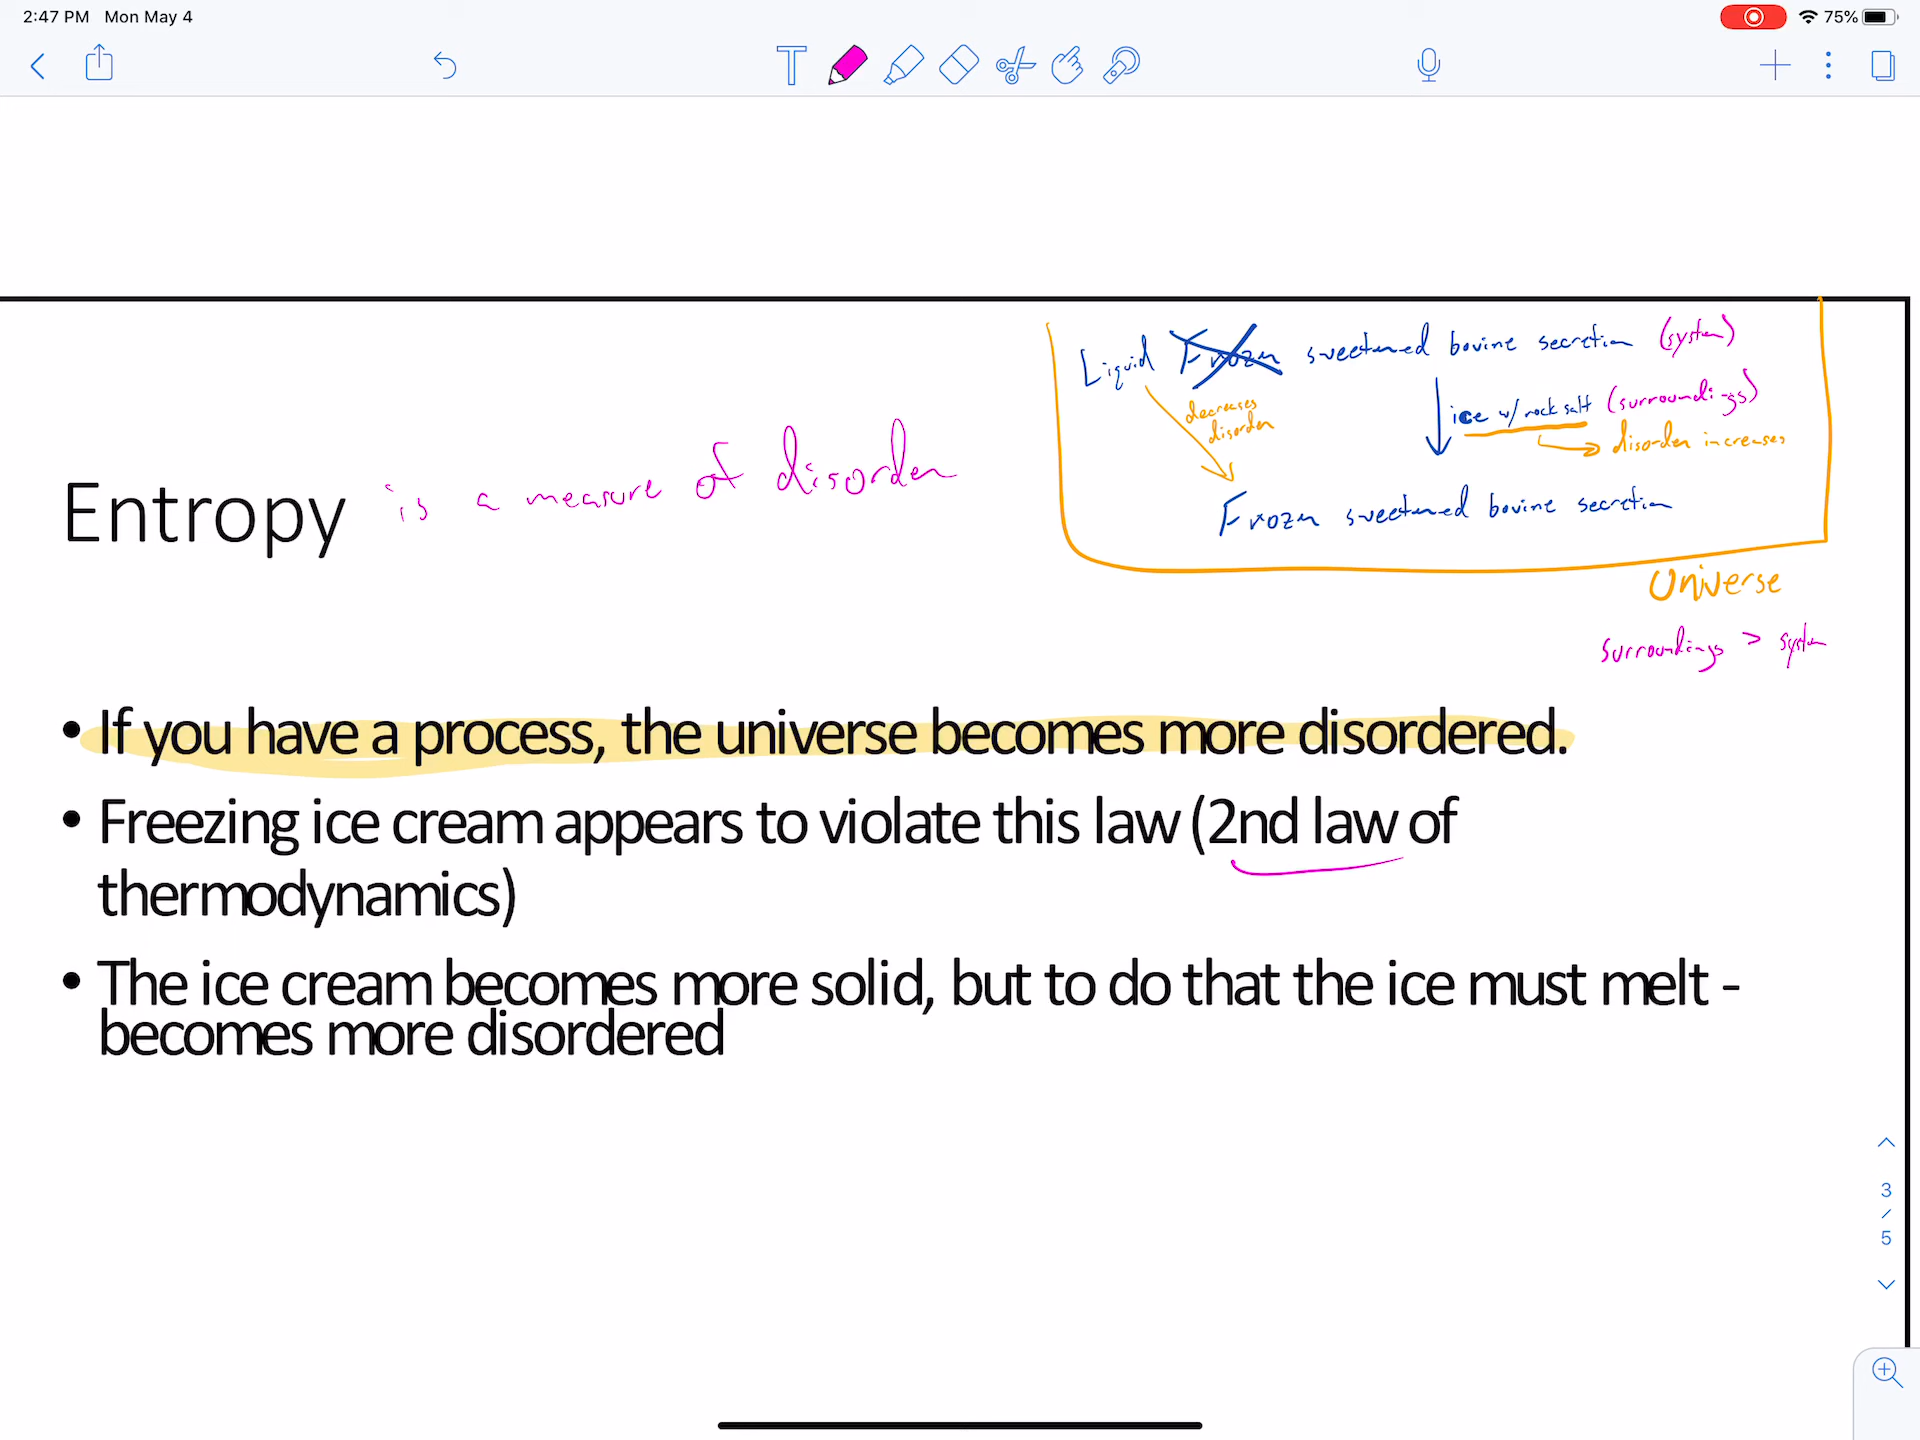 2:47 PM Mon May 4
75%
Liquid Frozen sweetened bovine secretion (system)
decreases
disorder
ice w/ rock salt (surroundings)
disorder increases
Entropy is a measure of disorder
Frozen sweetened bovine secretion
Universe
surroundings > system
• If you have a process, the universe becomes more disordered.
• Freezing ice cream appears to violate this law (2nd law of
thermodynamics)
• The ice cream becomes more solid, but to do that the ice must melt -
becomes more disordered
3
/
5